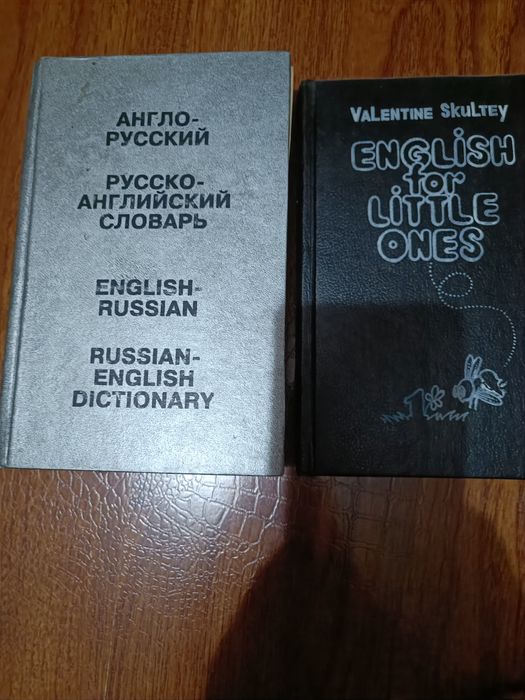 АНГЛО-
РУССКИЙ
РУССКО-
АНГЛИЙСКИЙ
СЛОВАРЬ
ENGLISH-
RUSSIAN
RUSSIAN-
ENGLISH
DICTIONARY
VALENTINE SKULTEY
ENGLISH
for
LITTLE
ONES